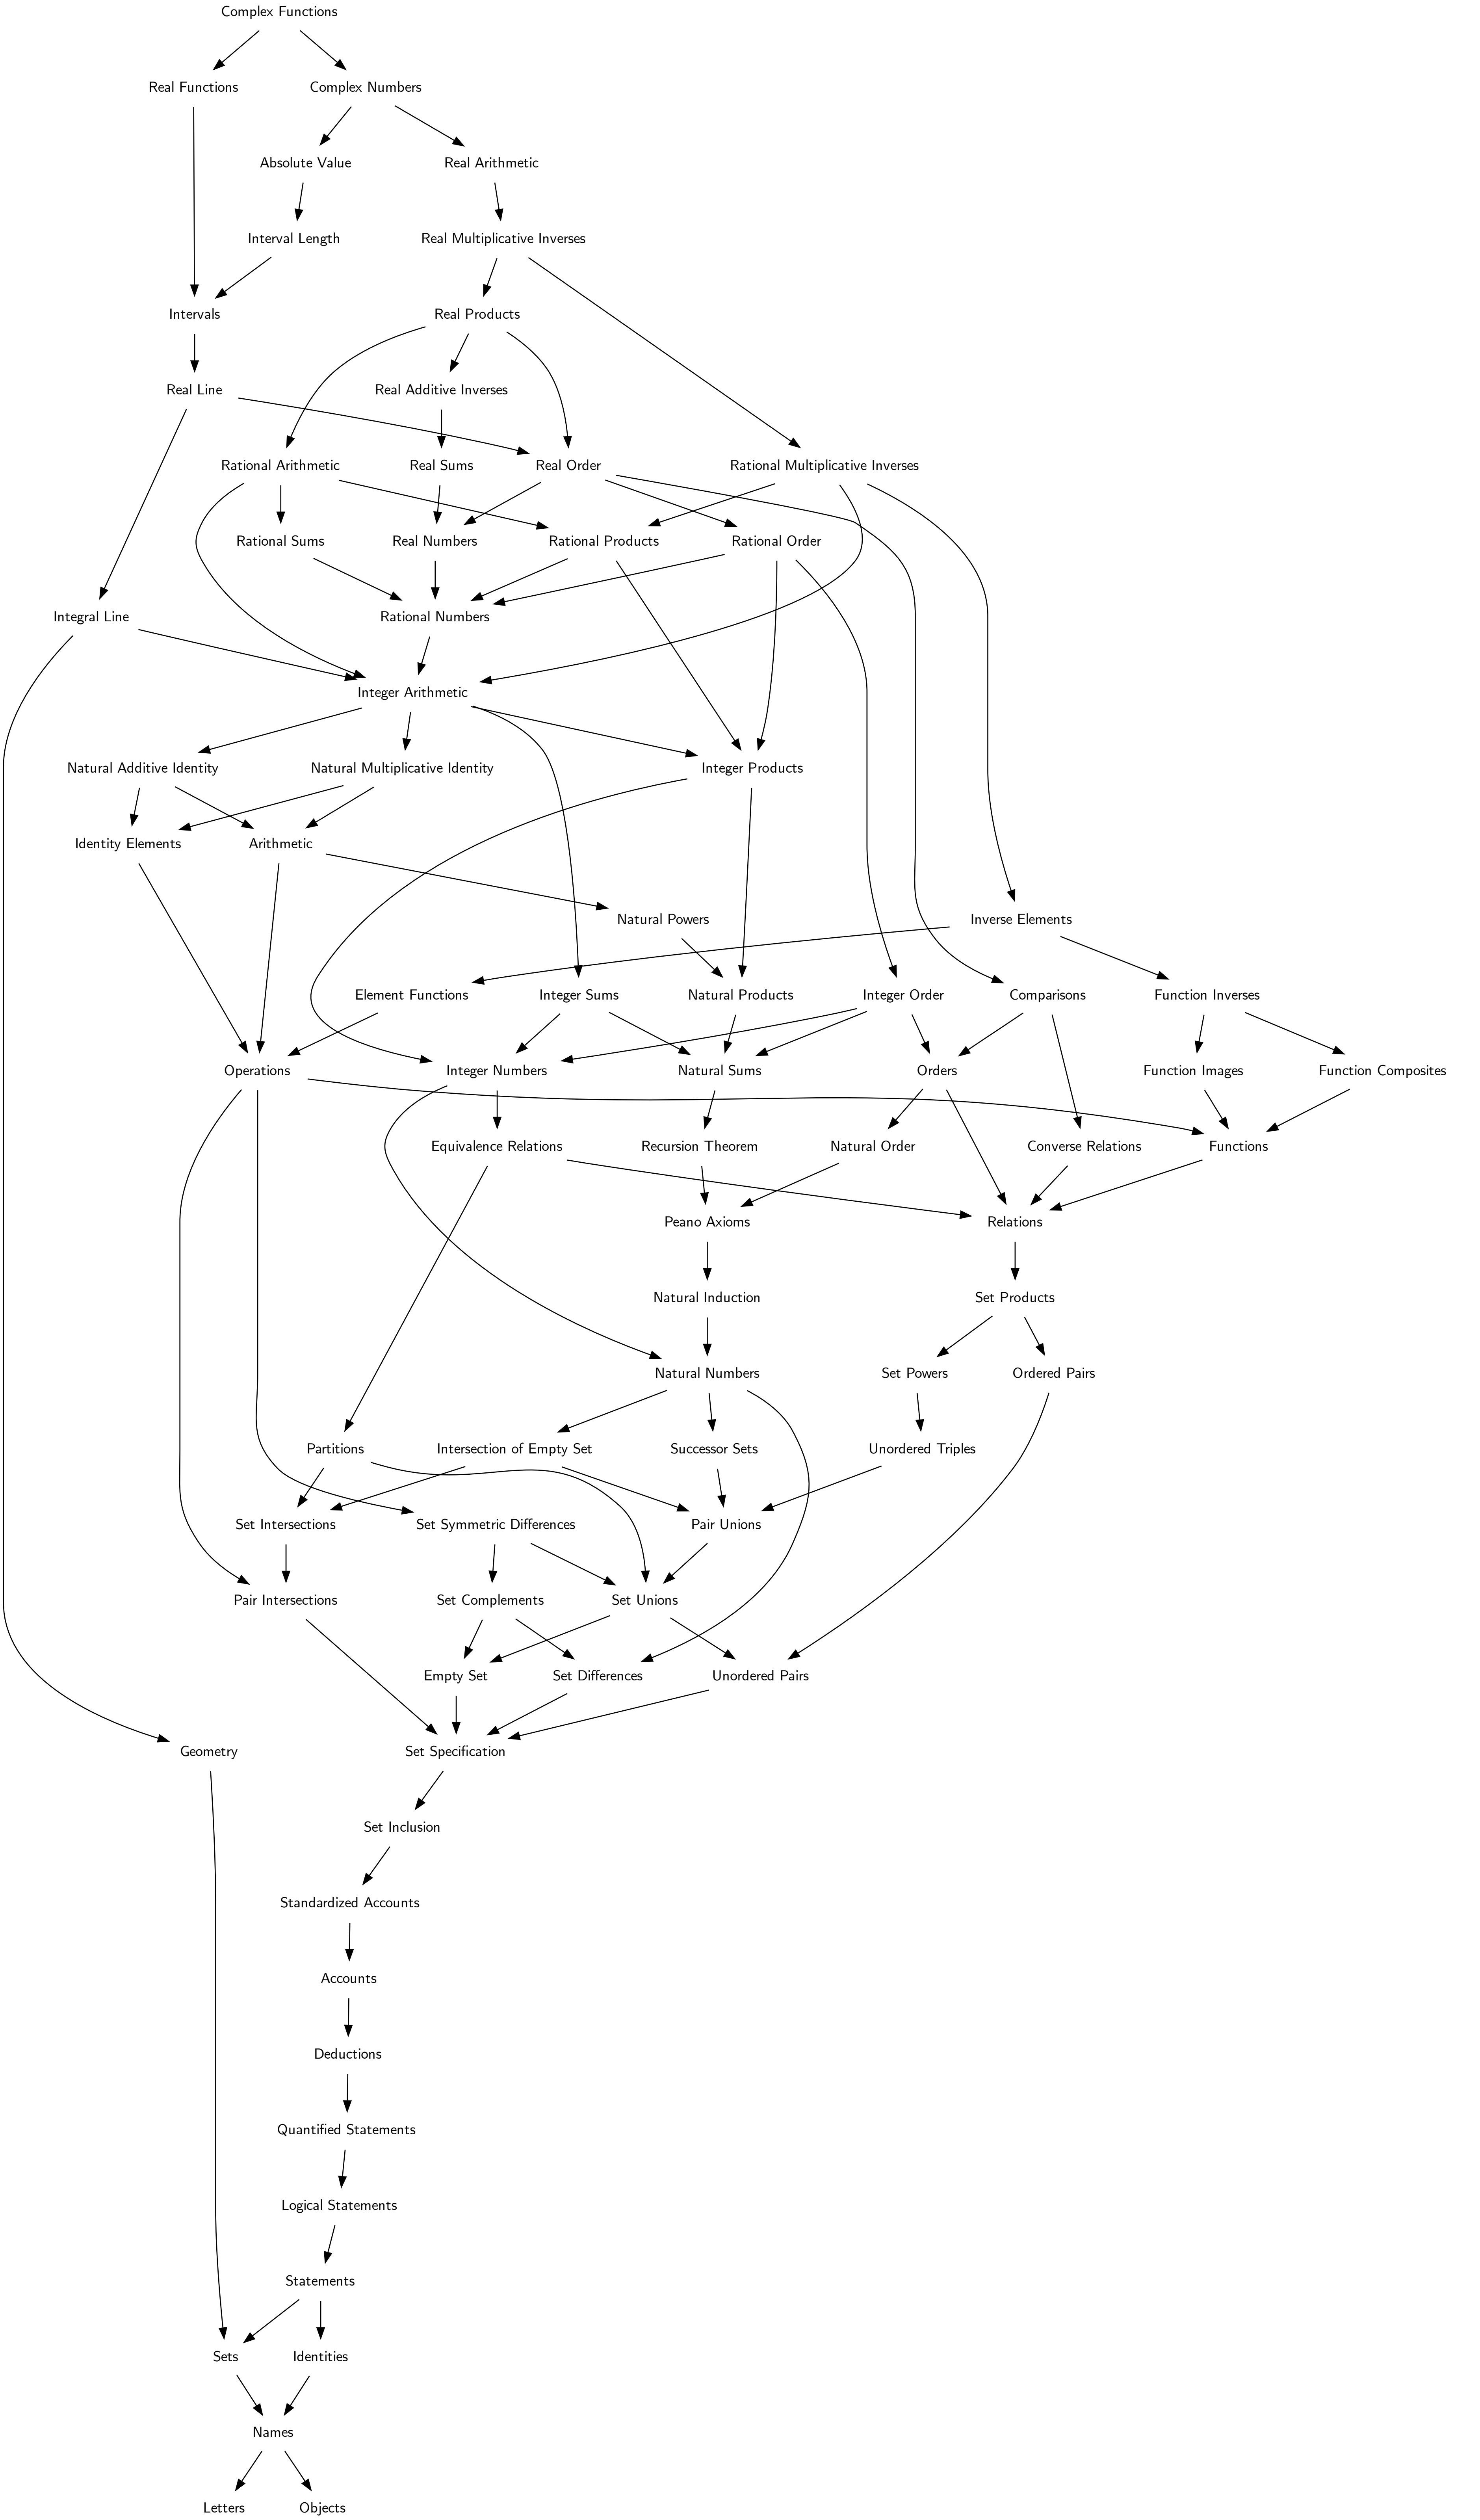 Complex Functions
Real Functions
Complex Numbers
Absolute Value
Real Arithmetic
Interval Length
Real Multiplicative Inverses
Intervals
Real Products
Real Line
Real Additive Inverses
Rational Arithmetic
Real Sums
Real Order
Rational Multiplicative Inverses
Rational Sums
Real Numbers
Rational Products
Rational Order
Integral Line
Rational Numbers
Integer Arithmetic
Natural Additive Identity
Natural Multiplicative Identity
Integer Products
Identity Elements
Arithmetic
Natural Powers
Inverse Elements
Element Functions
Integer Sums
Natural Products
Integer Order
Comparisons
Function Inverses
Operations
Integer Numbers
Natural Sums
Orders
Function Images
Function Composites
Equivalence Relations
Recursion Theorem
Natural Order
Converse Relations
Functions
Peano Axioms
Relations
Natural Induction
Set Products
Natural Numbers
Set Powers
Ordered Pairs
Partitions
Intersection of Empty Set
Successor Sets
Unordered Triples
Set Intersections
Set Symmetric Differences
Pair Unions
Pair Intersections
Set Complements
Set Unions
Empty Set
Set Differences
Unordered Pairs
Geometry
Set Specification
Set Inclusion
Standardized Accounts
Accounts
Deductions
Quantified Statements
Logical Statements
Statements
Sets
Identities
Names
Letters
Objects